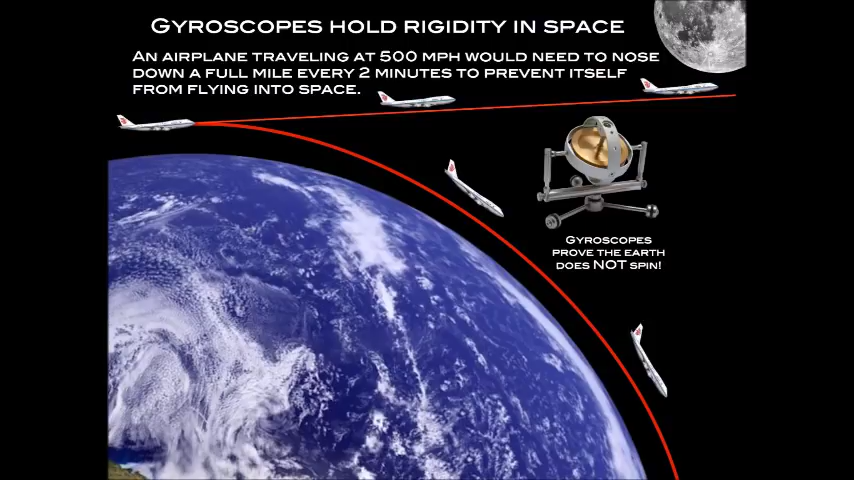 Gyroscopes hold rigidity in space
An airplane traveling at 500 mph would need to nose
down a full mile every 2 minutes to prevent itself
from flying into space.
Gyroscopes
prove the earth
does NOT spin!